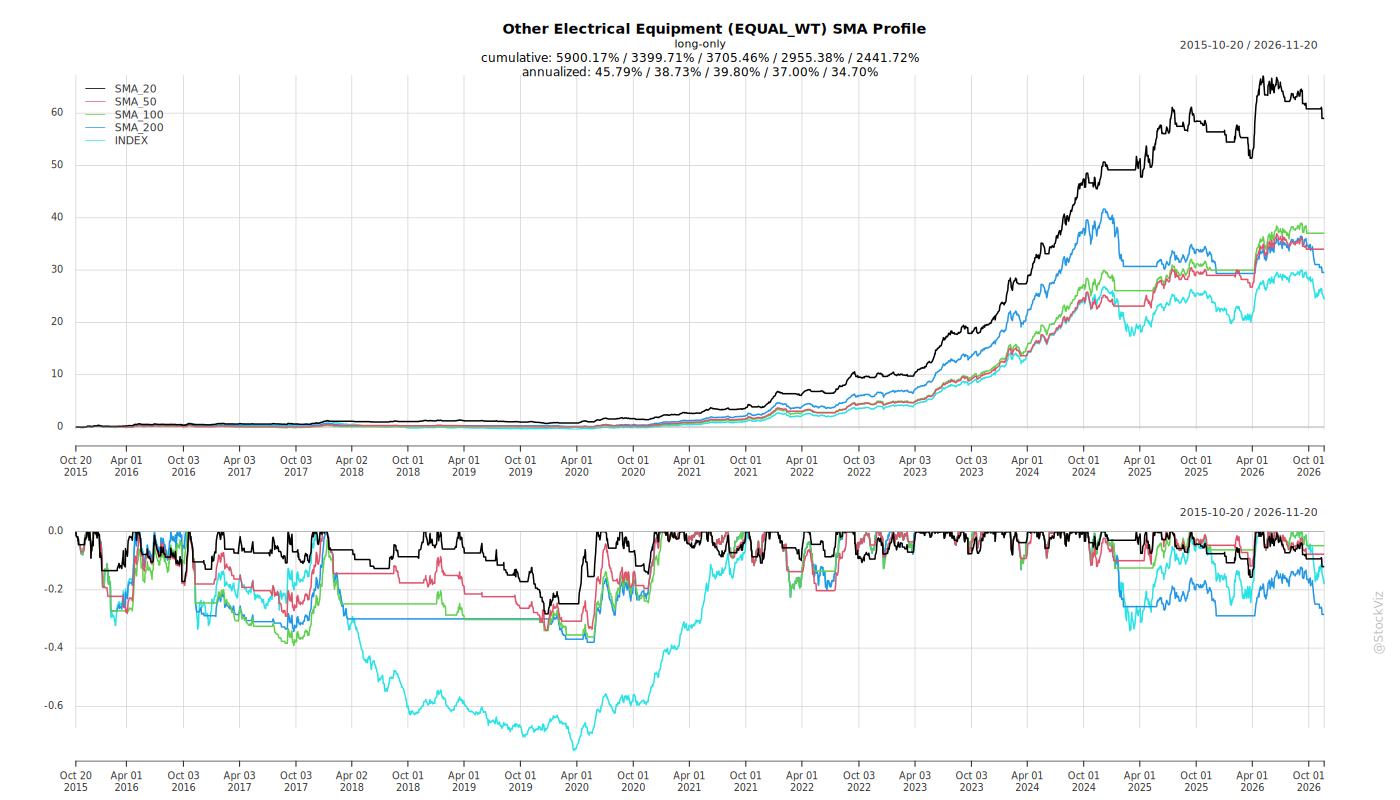 Other Electrical Equipment (EQUAL_WT) SMA Profile
long-only
2015-10-20 / 2026-11-20
cumulative: 5900.17% / 3399.71% / 3705.46% / 2955.38% / 2441.72%
annualized: 45.79% / 38.73% / 39.80% / 37.00% / 34.70%
SMA_20
SMA_50
SMA_100
SMA_200
INDEX
60
50
40
30
20
10
0
Oct 20 Apr 01 Oct 03 Apr 03 Oct 03 Apr 02 Oct 01 Apr 01 Oct 01 Apr 01 Oct 01 Apr 01 Oct 01 Apr 01 Oct 03 Apr 03 Oct 03 Apr 01 Oct 01 Apr 01 Oct 01 Apr 01 Oct 01
2015 2016 2016 2017 2017 2018 2018 2019 2019 2020 2020 2021 2021 2022 2022 2023 2023 2024 2024 2025 2025 2026 2026
2015-10-20 / 2026-11-20
0.0
-0.2
-0.4
-0.6
Oct 20 Apr 01 Oct 03 Apr 03 Oct 03 Apr 02 Oct 01 Apr 01 Oct 01 Apr 01 Oct 01 Apr 01 Oct 01 Apr 01 Oct 03 Apr 03 Oct 03 Apr 01 Oct 01 Apr 01 Oct 01 Apr 01 Oct 01
2015 2016 2016 2017 2017 2018 2018 2019 2019 2020 2020 2021 2021 2022 2022 2023 2023 2024 2024 2025 2025 2026 2026
@StockViz